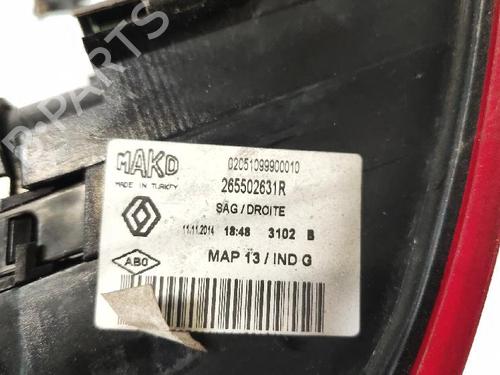 B-PARTS
MAKO 02051099900010
MADE IN TURKEY 265502631R
SAĞ/DROITE
11.11.2014 18:48 3102 B
ABO MAP 13 / IND G